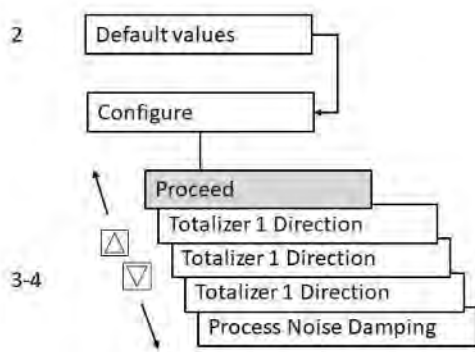 2
Default values
Configure
Proceed
Totalizer 1 Direction
Totalizer 1 Direction
3-4
Totalizer 1 Direction
Process Noise Damping